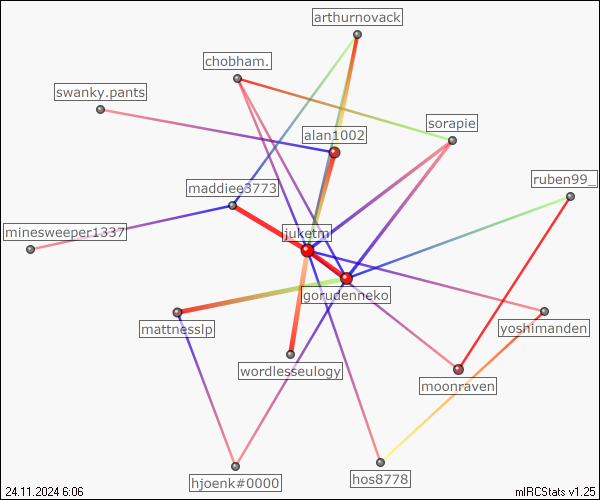 arthurnovack
chobham.
swanky.pants
sorapie
alan1002
ruben99_
maddiee3773
minesweeper1337
juketm
gorudenneko
mattnesslp
yoshimanden
wordlesseulogy
moonraven
hjoenk#0000
hos8778
24.11.2024 6:06
mIRCStats v1.25